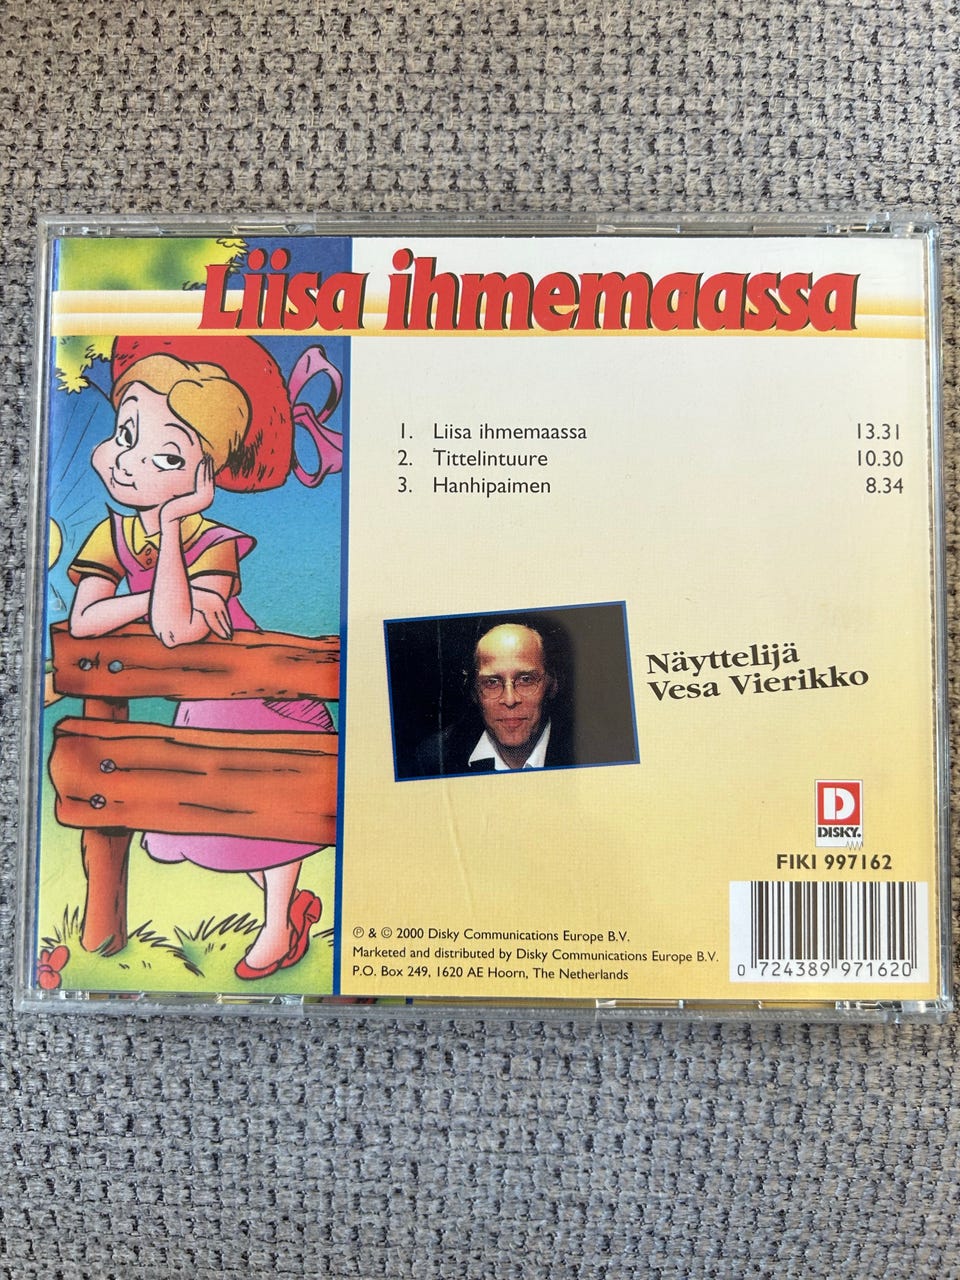 Liisa ihmemaassa
1. Liisa ihmemaassa 13.31
2. Tittelintuure 10.30
3. Hanhipaimen 8.34
Näyttelijä
Vesa Vierikko
D
DISKY.
FIKI 997162
℗ & © 2000 Disky Communications Europe B.V.
Marketed and distributed by Disky Communications Europe B.V.
P.O. Box 249, 1620 AE Hoorn, The Netherlands
0 724389 971620